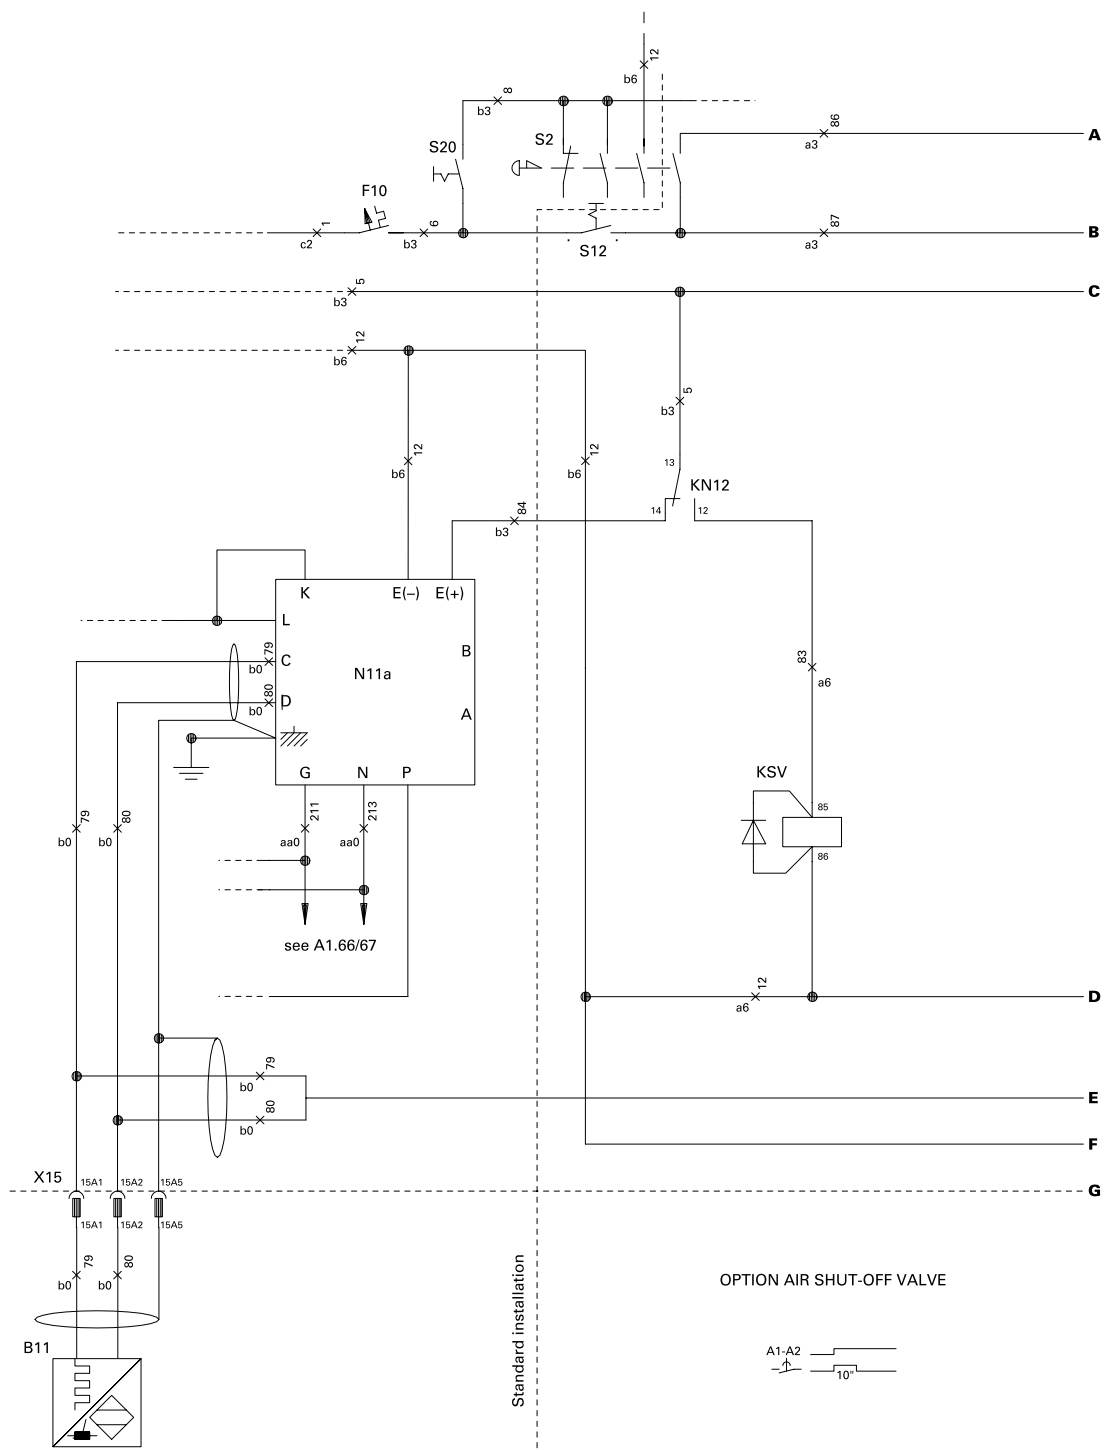 12
b6
8
b3
S2
86
a3
A
S20
F10
1
c2
6
b3
S12
87
a3
B
5
b3
C
12
b6
5
b3
12
b6
12
b6
13
KN12
14
12
84
b3
K
E(–)
E(+)
L
79
b0
C
B
N11a
80
b0
D
A
83
a6
G
N
P
KSV
85
86
79
b0
80
b0
211
aa0
213
aa0
see A1.66/67
12
a6
D
79
b0
E
80
b0
F
X15
15A1
15A2
15A5
G
15A1
15A2
15A5
79
b0
80
b0
Standard installation
OPTION AIR SHUT-OFF VALVE
B11
A1-A2
10"